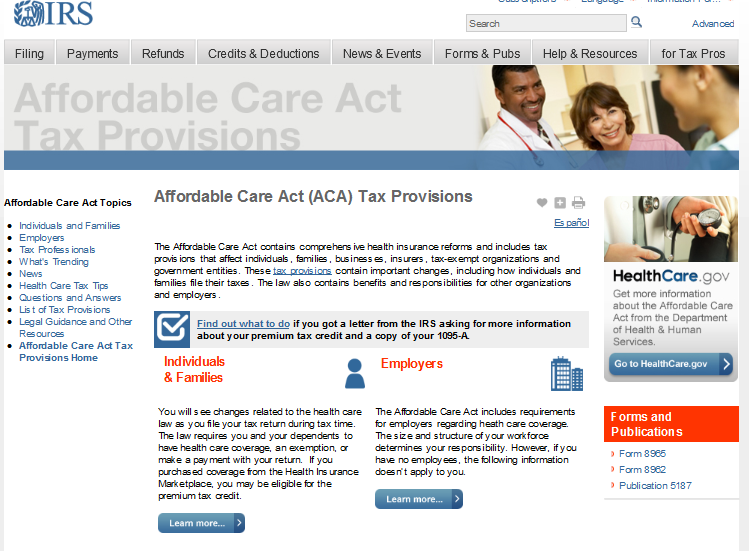 IRS
Search
Advanced
Filing
Payments
Refunds
Credits & Deductions
News & Events
Forms & Pubs
Help & Resources
for Tax Pros
Affordable Care Act
Tax Provisions
Affordable Care Act Topics
Individuals and Families
Employers
Tax Professionals
What's Trending
News
Health Care Tax Tips
Questions and Answers
List of Tax Provisions
Legal Guidance and Other
Resources
Affordable Care Act Tax
Provisions Home
Affordable Care Act (ACA) Tax Provisions
Español
The Affordable Care Act contains comprehensive health insurance reforms and includes tax
provisions that affect individuals, families, businesses, insurers, tax-exempt organizations and
government entities. These tax provisions contain important changes, including how individuals and
families file their taxes. The law also contains benefits and responsibilities for other organizations
and employers.
Find out what to do if you got a letter from the IRS asking for more information
about your premium tax credit and a copy of your 1095-A.
Individuals
& Families
You will see changes related to the health care
law as you file your tax return during tax time.
The law requires you and your dependents to
have health care coverage, an exemption, or
make a payment with your return. If you
purchased coverage from the Health Insurance
Marketplace, you may be eligible for the
premium tax credit.
Learn more...
Employers
The Affordable Care Act includes requirements
for employers regarding heath care coverage.
The size and structure of your workforce
determines your responsibility. However, if you
have no employees, the following information
doesn't apply to you.
Learn more...
HealthCare.gov
Get more information
about the Affordable Care
Act from the Department
of Health & Human
Services.
Go to HealthCare.gov
Forms and
Publications
Form 8965
Form 8962
Publication 5187